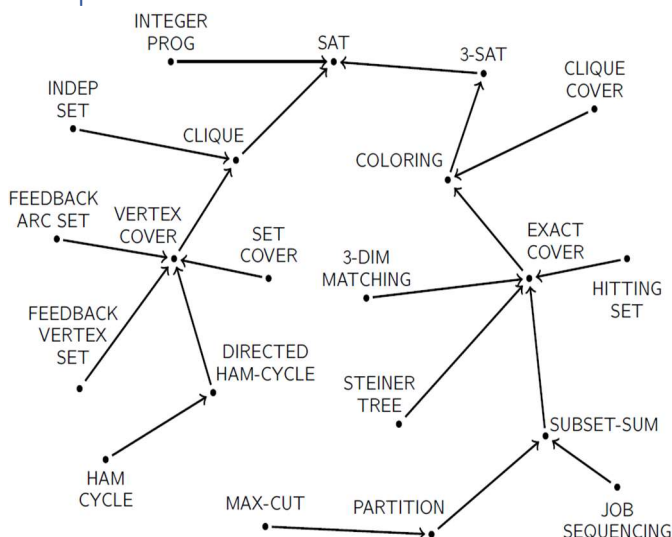 INTEGER
PROG
SAT
3-SAT
CLIQUE
COVER
INDEP
SET
CLIQUE
COLORING
FEEDBACK
ARC SET
VERTEX
COVER
SET
COVER
3-DIM
MATCHING
EXACT
COVER
HITTING
SET
FEEDBACK
VERTEX
SET
DIRECTED
HAM-CYCLE
STEINER
TREE
SUBSET-SUM
HAM
CYCLE
MAX-CUT
PARTITION
JOB
SEQUENCING